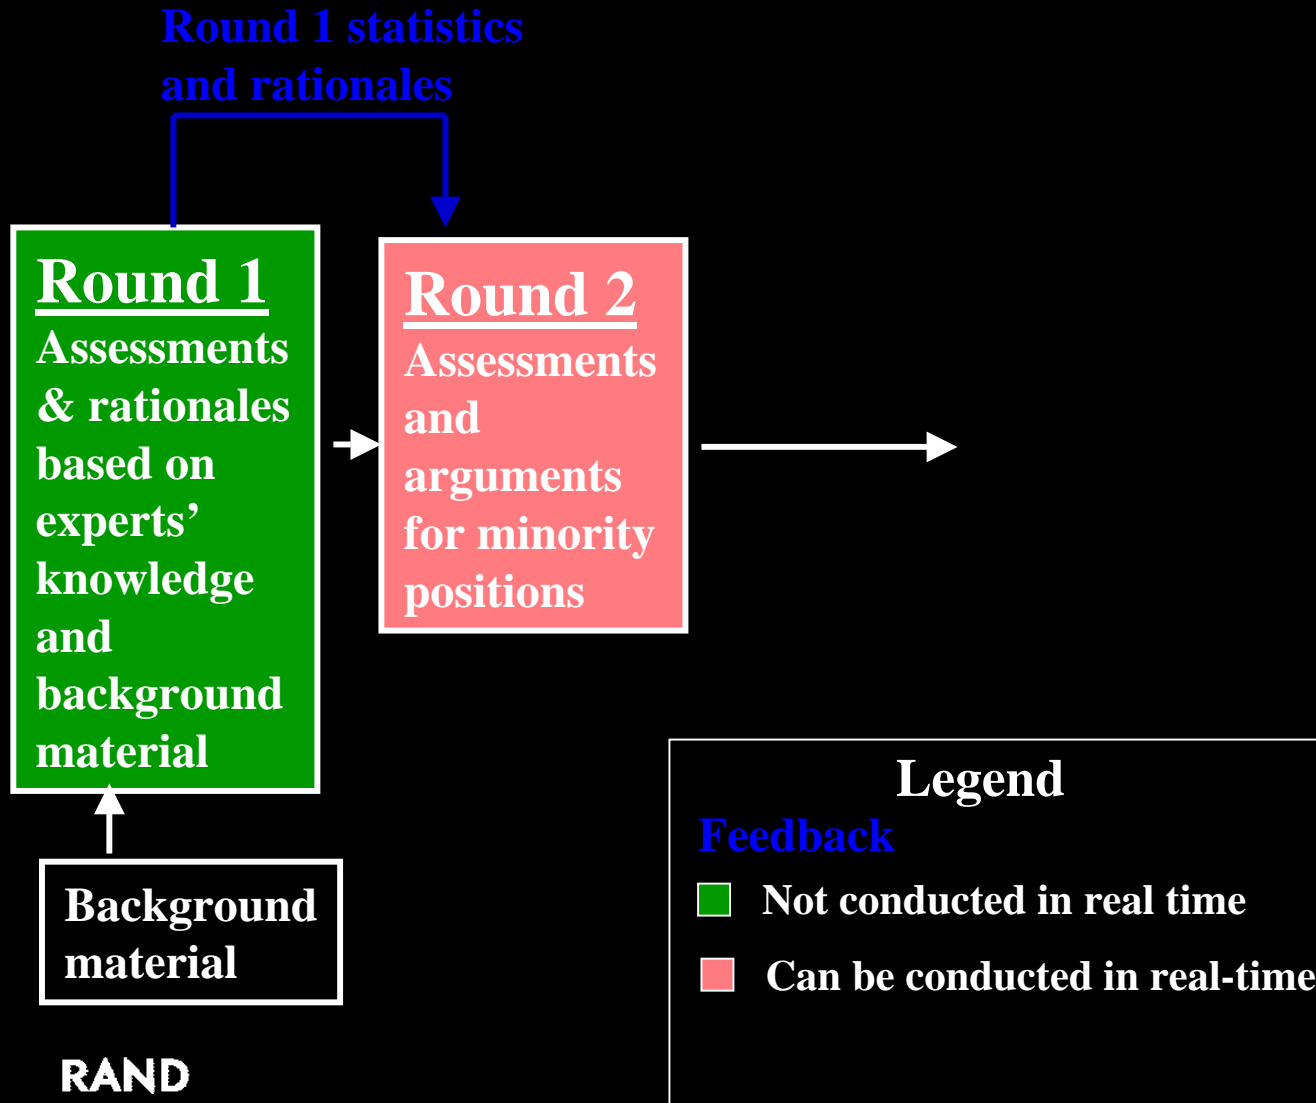 Round 1 statistics
and rationales
Round 1
Assessments
& rationales
based on
experts’
knowledge
and
background
material
Round 2
Assessments
and
arguments
for minority
positions
Background
material
Legend
Feedback
Not conducted in real time
Can be conducted in real-time
RAND